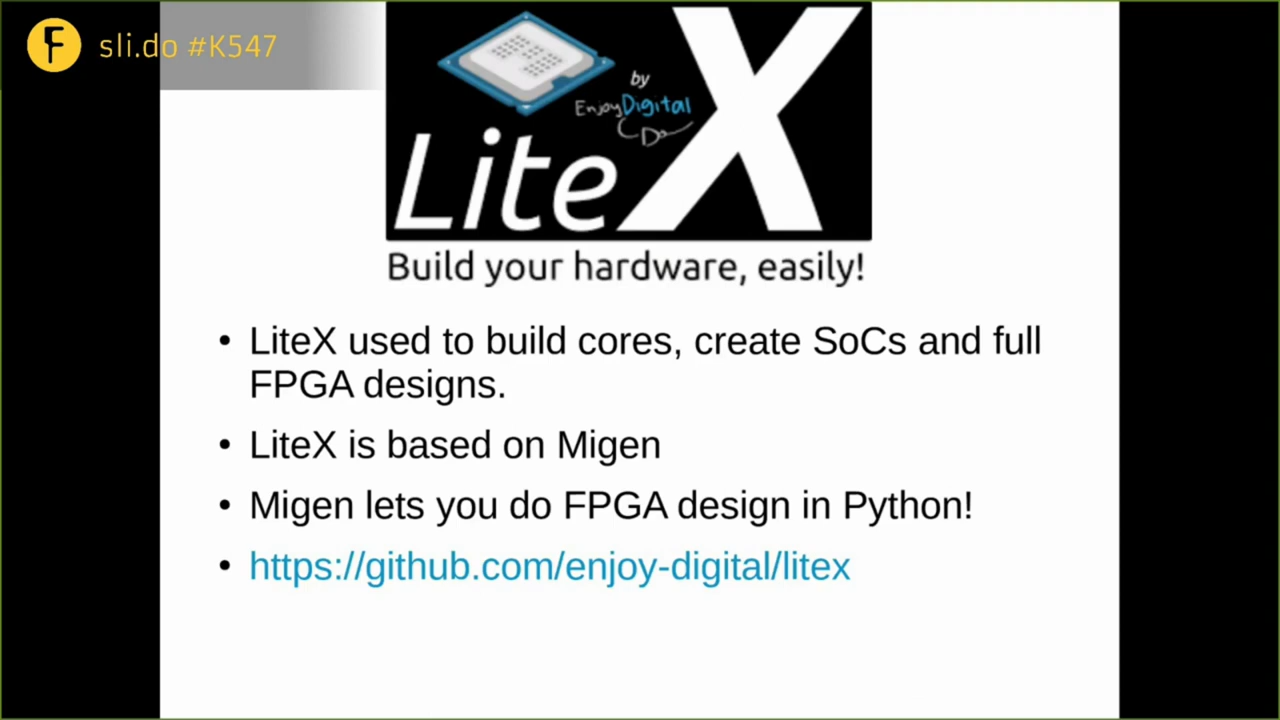 sli.do #K547
by
EnjoyDigital
LiteX
Build your hardware, easily!
• LiteX used to build cores, create SoCs and full
FPGA designs.
• LiteX is based on Migen
• Migen lets you do FPGA design in Python!
• https://github.com/enjoy-digital/litex